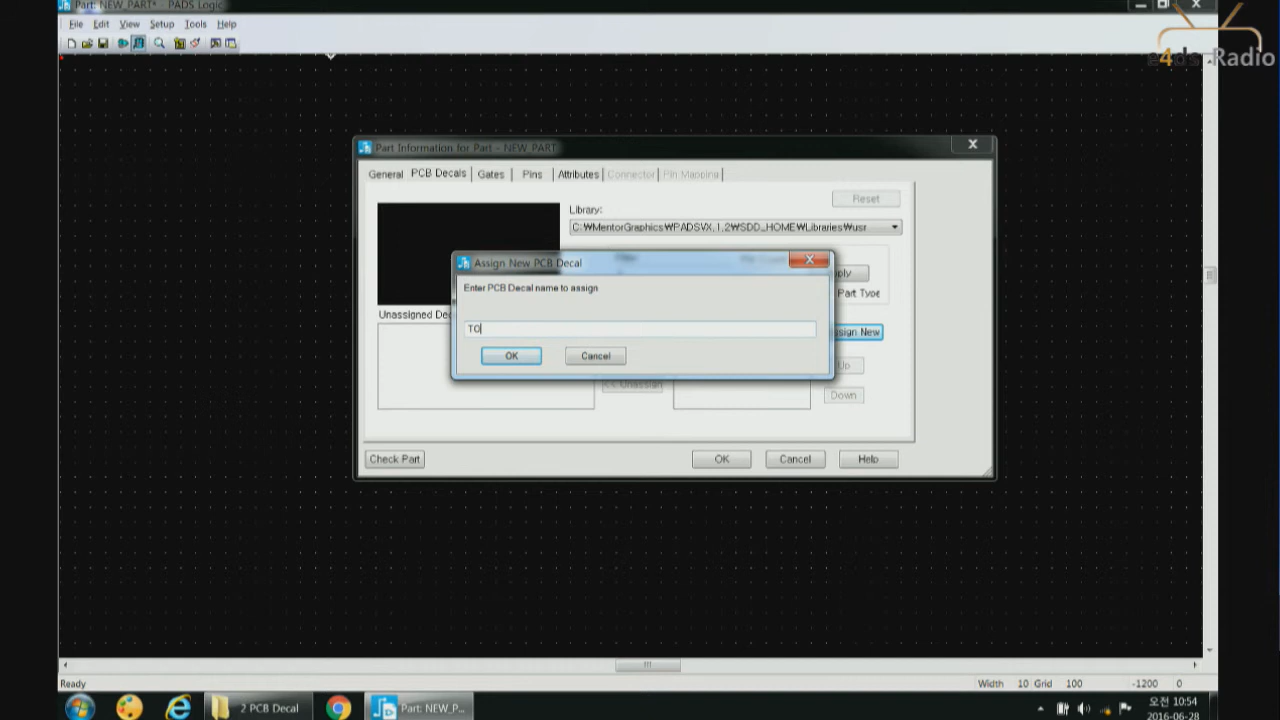 Part: NEW_PART* - PADS Logic
File Edit View Setup Tools Help
e4ds Radio
Part Information for Part - NEW_PART
General PCB Decals Gates Pins Attributes Connector Pin Mapping
Reset
Library:
C:₩MentorGraphics₩PADSVX.1.2₩SDD_HOME₩Libraries₩usr
Assign New PCB Decal
Enter PCB Decal name to assign
Part Type
Unassigned
TO
OK Cancel
Up
<< Unassign
Down
Check Part OK Cancel Help
Ready Width 10 Grid 100 -1200 0
2 PCB Decal Part: NEW_P...
오전 10:54
2016-06-28